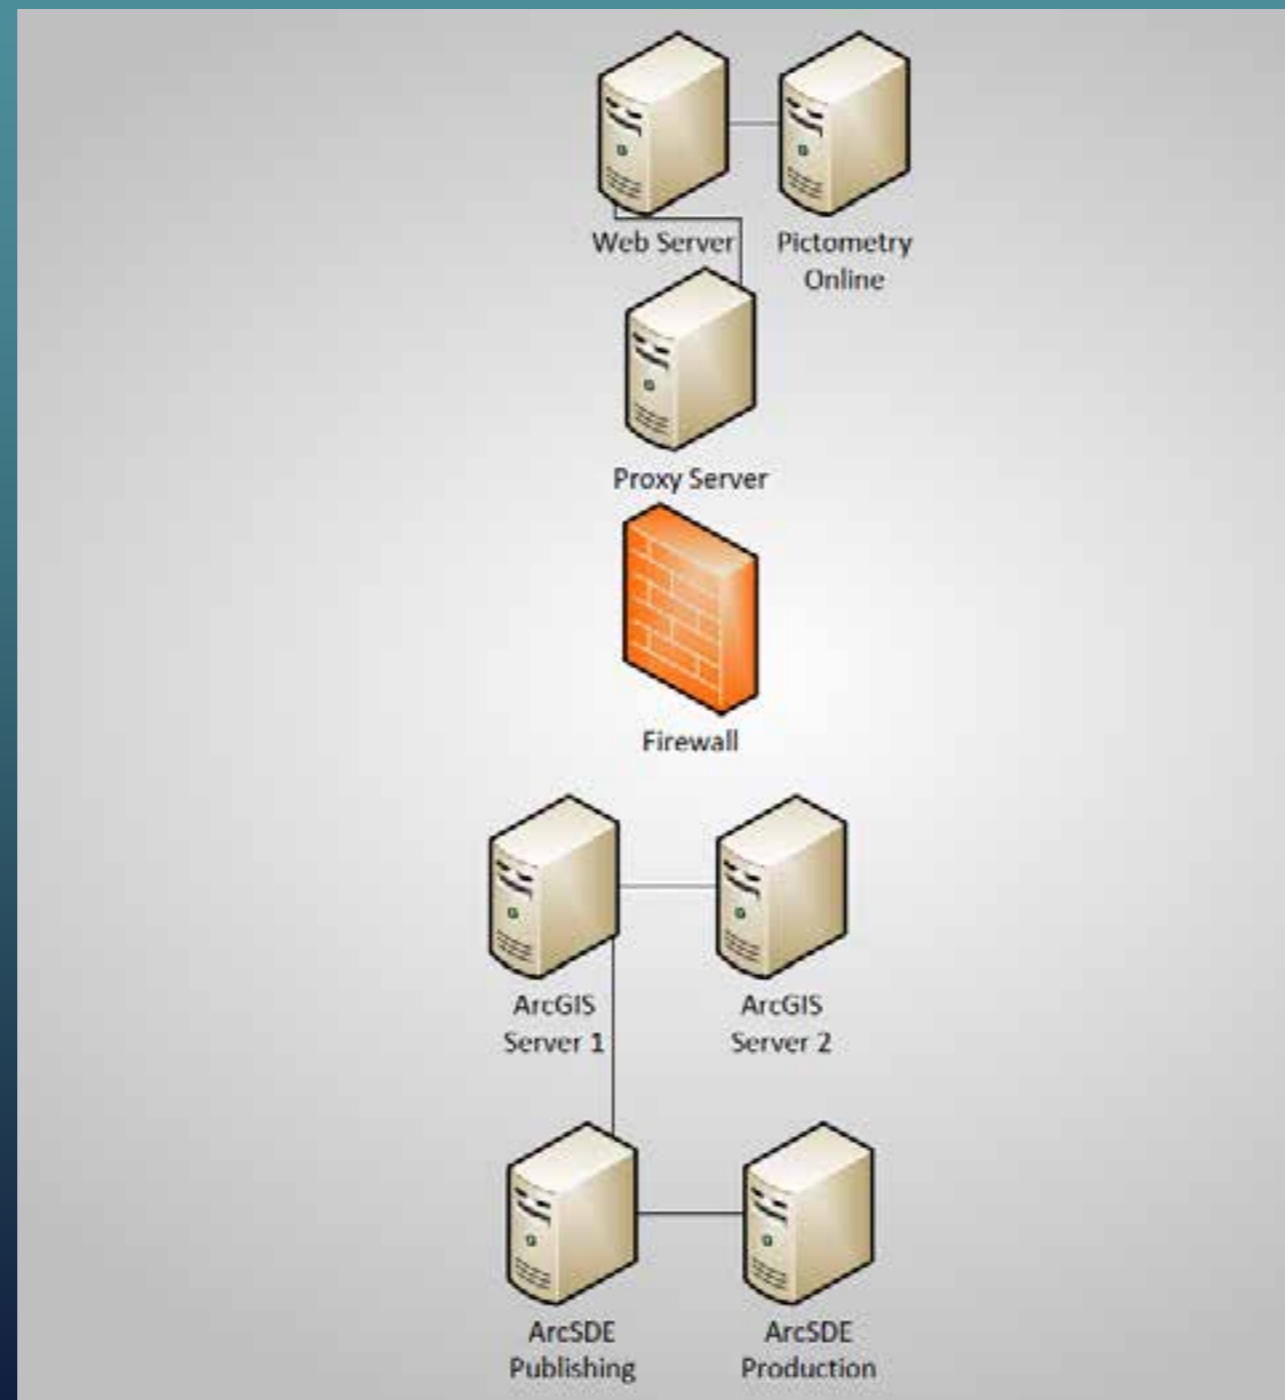 Web Server
Pictometry
Online
Proxy Server
Firewall
ArcGIS
Server 1
ArcGIS
Server 2
ArcSDE
Publishing
ArcSDE
Production